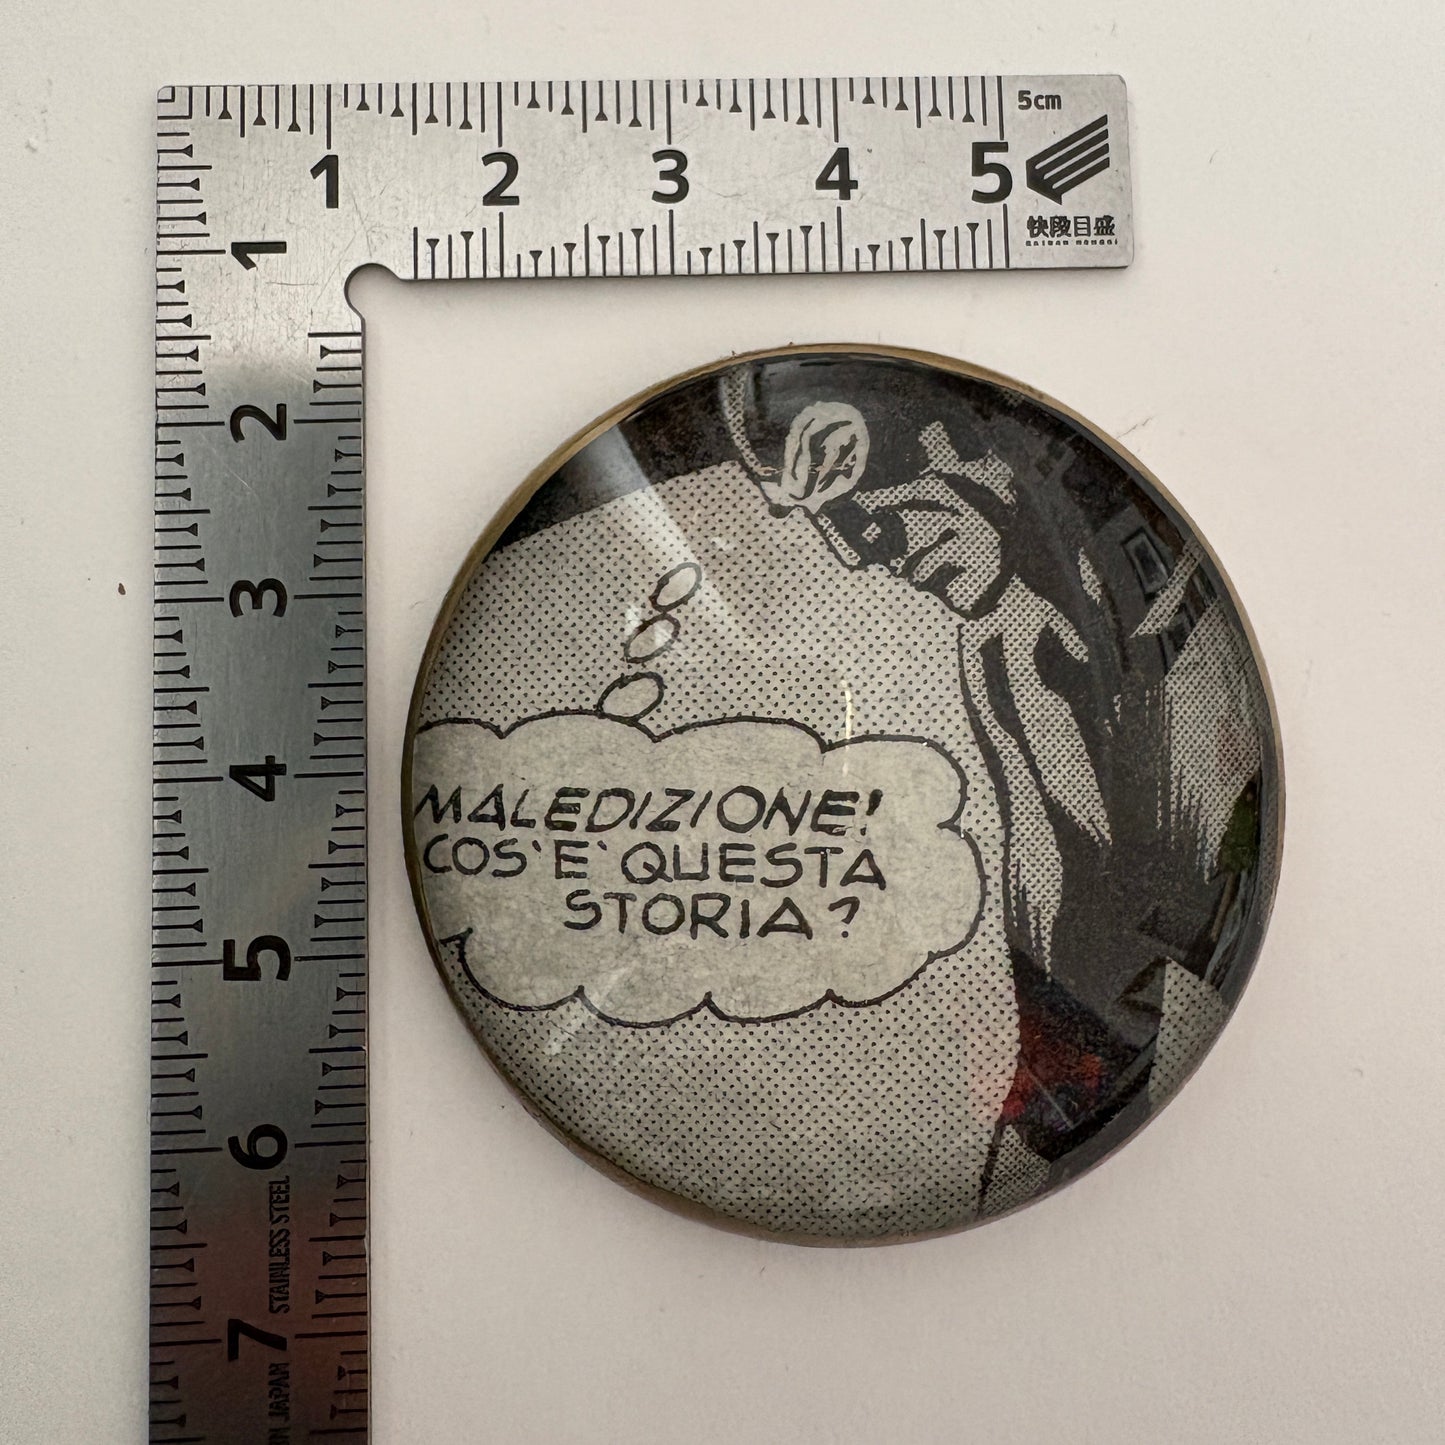 5cm
1 2 3 4 5
快段目盛
1
2
3
4
5
6
7
STAINLESS STEEL
JAPAN
MALEDIZIONE!
COS'E' QUESTA
STORIA?